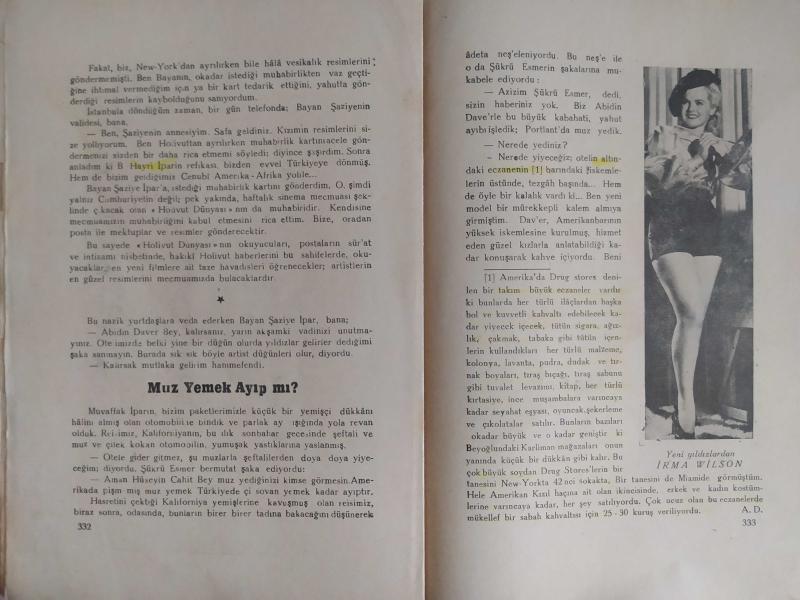 Fakat, biz, New-York'dan ayrılırken bile hâlâ vesikalık resimlerini
göndermemişti. Ben Bayanın, okadar istediği muhabirlikten vaz geçti-
ğine ihtimal vermediğim için ya bir kart tedarik ettiğini, yahutta gön-
derdiği resimlerin kaybolduğunu sanıyordum.
İstanbula döndüğüm zaman, bir gün telefonda; Bayan Şaziyenin
validesi, bana,
— Ben, Şaziyenin annesiyim. Safa geldiniz. Kızımın resimlerini si-
ze yolluyorum. Ben Holivuttan ayrılırken muhabirlik kartını acele gön-
dermenizi sizden bir daha rica etmemi söyledi; diyince şaşırdım. Sonra
anladım ki B Hayri İparın refikası, bizden evvel Türkiyeye dönmüş.
Hem de bizim geldiğimiz Cenubî Amerika-Afrika yolile...
Bayan Şaziye İpar'a, istediği muhabirlik kartını gönderdim. O, şimdi
yalnız Cumhuriyetin değil; pek yakında, haftalık sinema mecmuası şek-
linde çıkacak olan «Holivut Dünyası» nın da muhabiridir. Kendisine
mecmuamızın muhabirliğini kabul etmesini rica ettim. Bize, oradan
posta ile mektuplar ve resimler gönderecektir.
Bu sayede «Holivut Dünyası» nın okuyucuları, postaların sür'at
ve intizamı nisbetinde, hakikî Holivut haberlerini bu sahifelerde, oku-
yacaklar, en yeni filmlere ait taze havadisleri öğrenecekler; artistlerin
en güzel resimlerini mecmuamızda bulacaklardır.
★
Bu nazik yurtdaşlara veda ederken Bayan Şaziye İpar, bana;
— Abidin Daver Bey, kalırsanız, yarın akşamki vadinizi unutma-
yınız. Otelimizde belki yine bir düğün olurda yıldızlar gelirler dediğimi
şaka sanmayın. Burada sık sık böyle artist düğünleri olur, diyordu.
— Kalırsak mutlaka gelirim hanımefendi.
Muz Yemek Ayıp mı?
Muvaffak İparın, bizim paketlerimizle küçük bir yemişçi dükkânı
hâlini almış olan otomobiline bindik ve parlak ay ışığında yola revan
olduk. Reisimiz, Kaliforniyanın, bu ılık sonbahar gecesinde şeftali ve
muz ve çilek kokan otomobilin, yumuşak yastıklarına yaslanmış.
— Otele gider gitmez, şu muzlarla şeftalilerden doya doya yiye-
ceğim; diyordu. Şükrü Esmer bermutat şaka ediyordu:
— Aman Hüseyin Cahit Bey muz yediğinizi kimse görmesin. Ame-
rikada pişmemiş muz yemek Türkiyede çi sovan yemek kadar ayıptır.
Hasretini çektiği Kaliforniya yemişlerine kavuşmuş olan reisimiz,
biraz sonra, odasında, bunların birer birer tadına bakacağını düşünerek
332
âdeta neş'eleniyordu. Bu neş'e ile
o da Şükrü Esmerin şakalarına mu-
kabele ediyordu:
— Azizim Şükrü Esmer, dedi,
sizin haberiniz yok. Biz Abidin
Dave'rle bu büyük kabahati, yahut
ayıbı işledik; Portlant'da muz yedik.
— Nerede yediniz?
— Nerede yiyeceğiz; otelin altın-
daki eczanenin [1] barındaki iskemle-
lerin üstünde, tezgâh başında... Hem
de öyle bir kalalık vardı ki... Ben yeni
model bir mürekkepli kalem almıya
girmiştim. Dav'er, Amerikanbarının
yüksek iskemlesine kurulmuş, hizmet
eden güzel kızlarla anlatabildiği ka-
dar konuşarak kahve içiyordu. Beni
[1] Amerika'da Drug stores deni-
len bir takım büyük eczaneler vardır
ki bunlarda her türlü ilâçlardan başka
bol ve kuvvetli kahvaltı edebilecek ka-
dar yiyecek içecek, tütün sigara, ağız-
lık, çakmak, tabaka gibi tütün içen-
lerin kullandıkları her türlü malzeme,
kolonya, lavanta, pudra, dudak ve tır-
nak boyaları, tıraş bıçağı, tıraş sabunu
gibi tuvalet levazımı, kitap, her türlü
kırtasiye, ince muşambalara varıncaya
kadar seyahat eşyası, oyuncak, şekerleme
ve çikolatalar satılır. Bunların bazıları
okadar büyük ve o kadar geniştir ki
Beyoğlundaki Karlman mağazaları onun
yanında küçük bir dükkân gibi kalır. Bu
çok büyük soydan Drug Stores'lerin bir
tanesini New-Yorkta 42 nci sokakta, Bir tanesini de Miamide görmüştüm.
Hele Amerikan Kızıl haçına ait olan ikincisinde, erkek ve kadın kostüm-
lerine varıncaya kadar, her şey satılıyordu. Çok ucuz olan bu eczanelerde
mükellef bir sabah kahvaltısı için 25 - 30 kuruş veriliyordu. A. D.
Yeni yıldızlardan
İRMA WİLSON
333